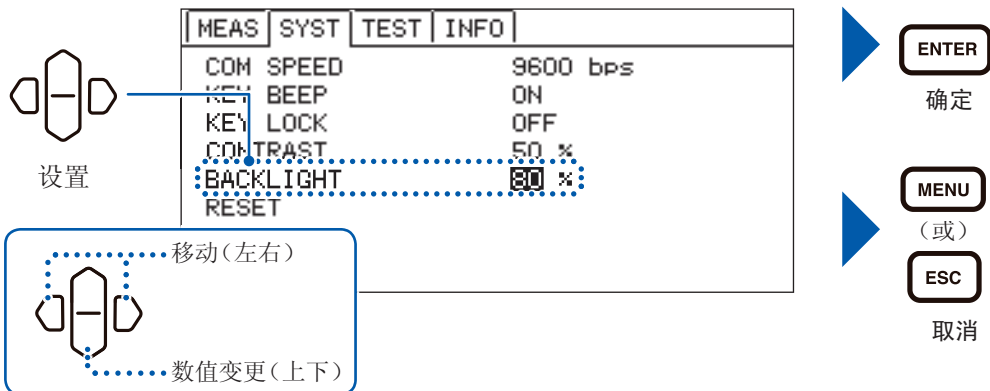 MEAS SYST TEST INFO
COM SPEED 9600 bps
KEY BEEP ON
KEY LOCK OFF
CONTRAST 50 %
BACKLIGHT 80 %
RESET
设置
移动(左右)
数值变更(上下)
ENTER
确定
MENU
(或)
ESC
取消